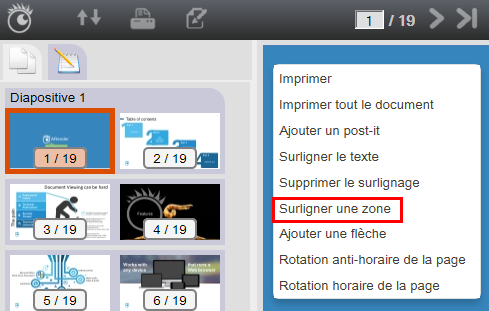 1 / 19
Diapositive 1
1 / 19
Table of contents
2 / 19
Document Viewing can be hard
3 / 19
Features
4 / 19
Works with
any device
5 / 19
6 / 19
Imprimer
Imprimer tout le document
Ajouter un post-it
Surligner le texte
Supprimer le surlignage
Surligner une zone
Ajouter une flèche
Rotation anti-horaire de la page
Rotation horaire de la page